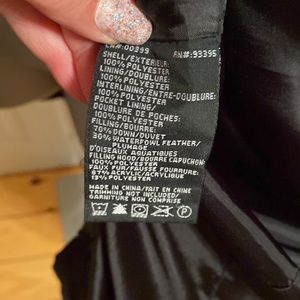 CA#:00399 RN#:93395
SHELL/EXTERIEUR:
100% POLYESTER
LINING/DOUBLURE:
100% POLYESTER
INTERLINING/ENTRE-DOUBLURE:
100% POLYESTER
POCKET LINING/
DOUBLURE DE POCHES:
100% POLYESTER
FILLING/BOURRE:
70% DOWN/DUVET
30% WATERFOWL FEATHER/
PLUMAGE
D'OISEAUX AQUATIQUES
FILLING HOOD/BOURRE CAPUCHON:
100% POLYESTER
FAUX FUR/FAUSSE FOURRURE:
87% ACRYLIC/ACRYLIQUE
13% POLYESTER
MADE IN CHINA/FAIT EN CHINE
TRIMMING NOT INCLUDED/
GARNITURE NON COMPRISE